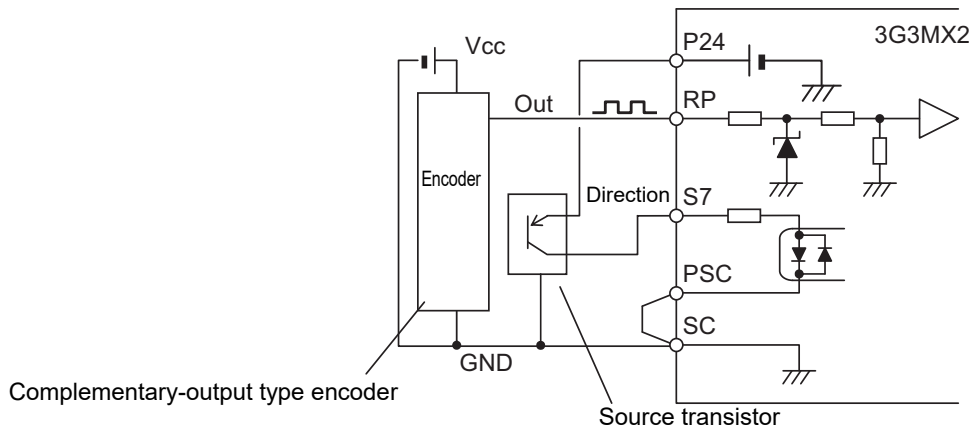 3G3MX2
Vcc
P24
Out
RP
Encoder
Direction
S7
PSC
SC
GND
Complementary-output type encoder
Source transistor